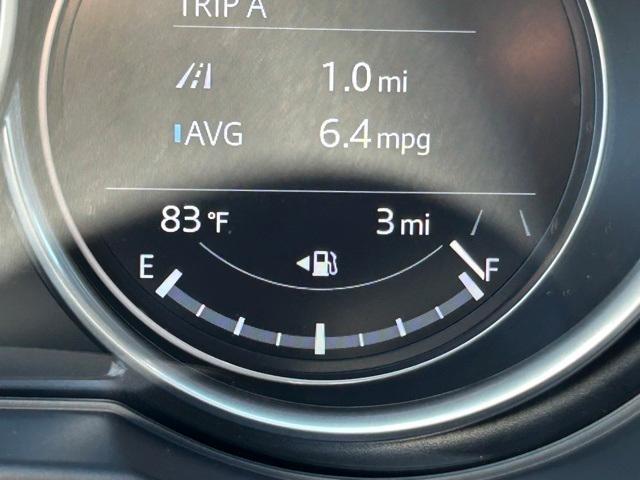 TRIP A
1.0 mi
AVG 6.4 mpg
83 °F 3 mi
E F